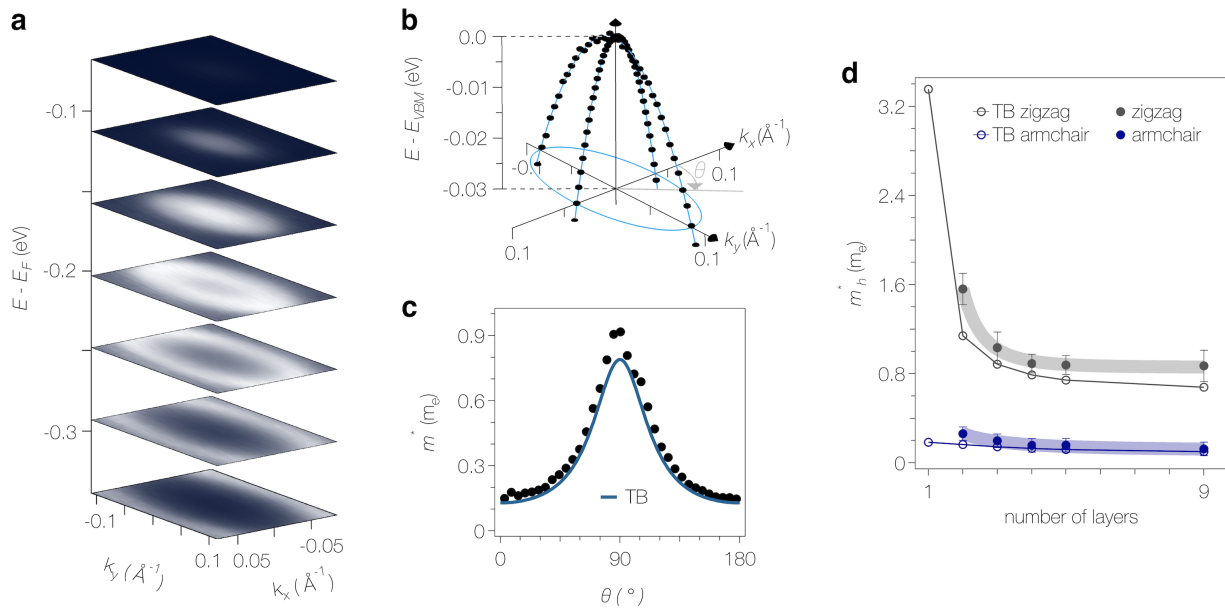 a
-0.1
-0.2
-0.3
E - E_F (eV)
-0.1
0.1
k_y (Å⁻¹)
0.05
-0.05
k_x (Å⁻¹)
b
0.0
-0.01
-0.02
-0.03
E - E_VBM (eV)
k_x (Å⁻¹)
0.1
θ
0.1
k_y (Å⁻¹)
0.1
c
0.9
0.6
0.3
0
m* (m_e)
TB
0
90
180
θ (°)
d
3.2
2.4
1.6
0.8
0
m*_h (m_e)
TB zigzag
zigzag
TB armchair
armchair
1
9
number of layers